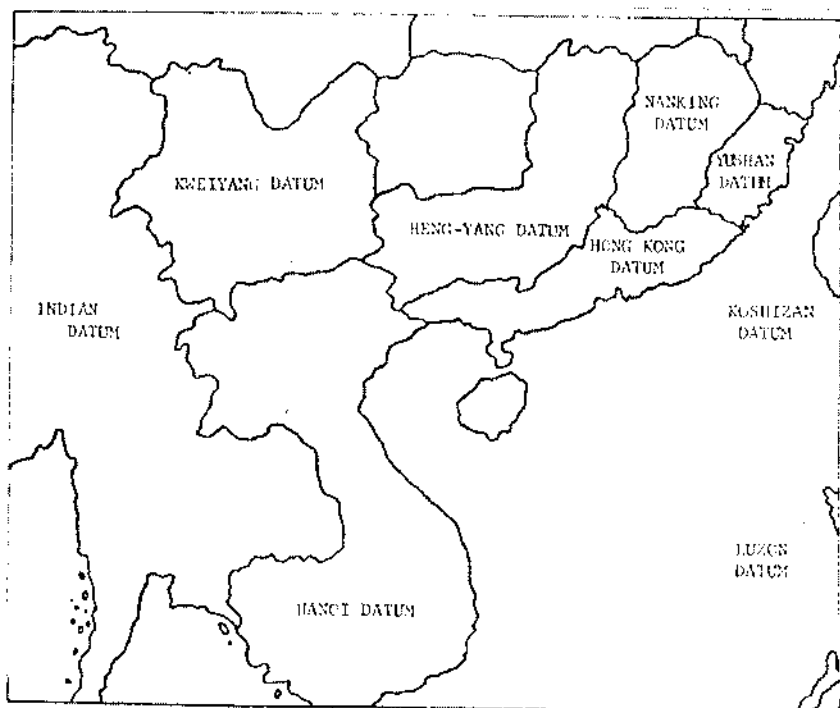 NANKING
DATUM
YUSHAN
DATUM
KWEIYANG DATUM
HENG-YANG DATUM
HONG KONG
DATUM
INDIAN
DATUM
KOSHIZAN
DATUM
LUZON
DATUM
HANOI DATUM